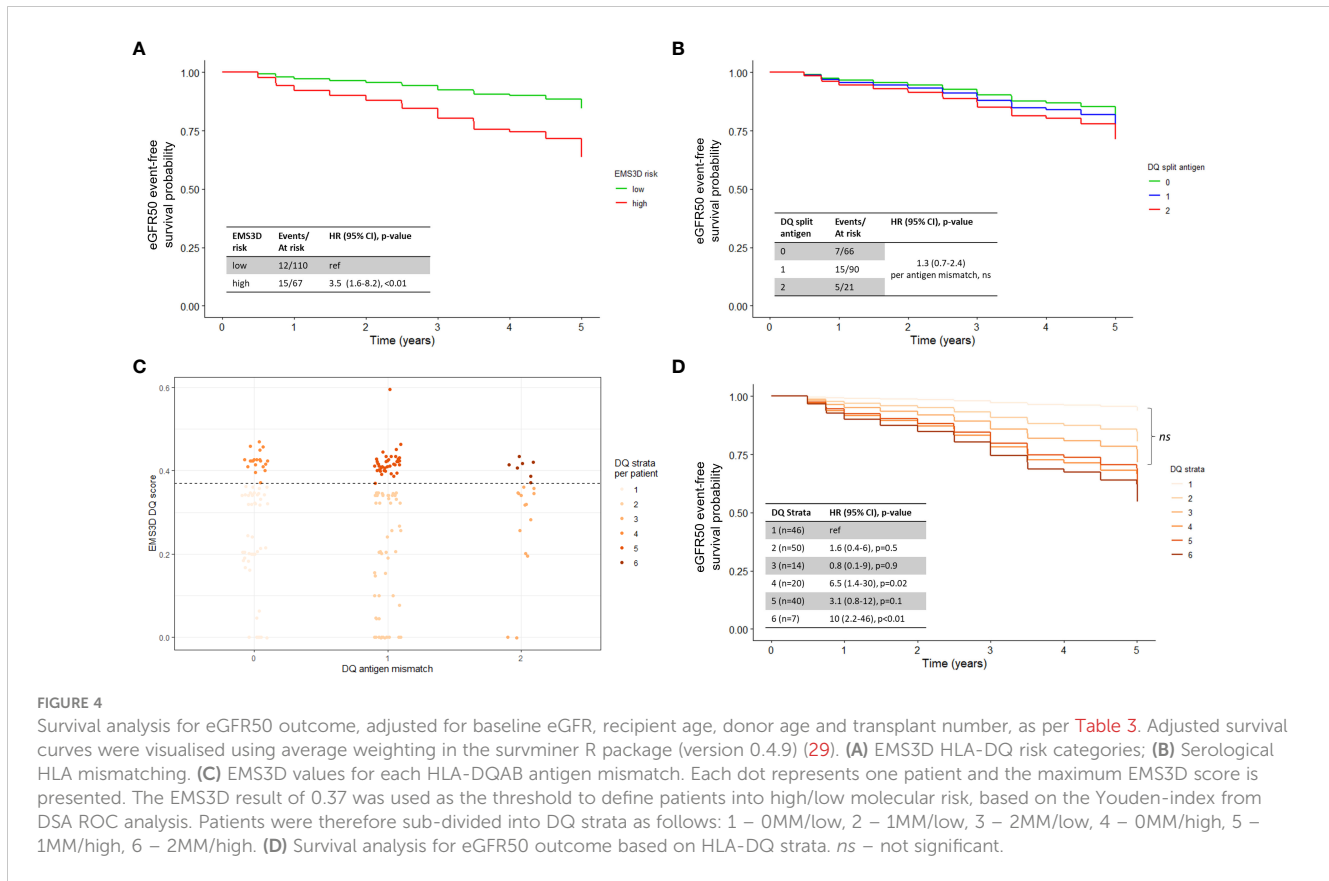 A
1.00
0.75
0.50
0.25
0.00
eGFR50 event-free
survival probability
0 1 2 3 4 5
Time (years)
EMS3D risk
low
high
EMS3D
risk
Events/
At risk
HR (95% CI), p-value
low 12/110 ref
high 15/67 3.5 (1.6-8.2), <0.01
B
1.00
0.75
0.50
0.25
0.00
eGFR50 event-free
survival probability
0 1 2 3 4 5
Time (years)
DQ split antigen
0
1
2
DQ split
antigen
Events/
At risk
HR (95% CI), p-value
0 7/66
1 15/90
2 5/21
1.3 (0.7-2.4)
per antigen mismatch, ns
C
0.6
0.4
0.2
0.0
EMS3D DQ score
0 1 2
DQ antigen mismatch
DQ strata
per patient
1
2
3
4
5
6
D
1.00
0.75
0.50
0.25
0.00
eGFR50 event-free
survival probability
0 1 2 3 4 5
Time (years)
ns
DQ strata
1
2
3
4
5
6
DQ Strata HR (95% CI), p-value
1 (n=46) ref
2 (n=50) 1.6 (0.4-6), p=0.5
3 (n=14) 0.8 (0.1-9), p=0.9
4 (n=20) 6.5 (1.4-30), p=0.02
5 (n=40) 3.1 (0.8-12), p=0.1
6 (n=7) 10 (2.2-46), p<0.01
FIGURE 4
Survival analysis for eGFR50 outcome, adjusted for baseline eGFR, recipient age, donor age and transplant number, as per Table 3. Adjusted survival
curves were visualised using average weighting in the survminer R package (version 0.4.9) (29). (A) EMS3D HLA-DQ risk categories; (B) Serological
HLA mismatching. (C) EMS3D values for each HLA-DQAB antigen mismatch. Each dot represents one patient and the maximum EMS3D score is
presented. The EMS3D result of 0.37 was used as the threshold to define patients into high/low molecular risk, based on the Youden-index from
DSA ROC analysis. Patients were therefore sub-divided into DQ strata as follows: 1 – 0MM/low, 2 – 1MM/low, 3 – 2MM/low, 4 – 0MM/high, 5 –
1MM/high, 6 – 2MM/high. (D) Survival analysis for eGFR50 outcome based on HLA-DQ strata. ns – not significant.